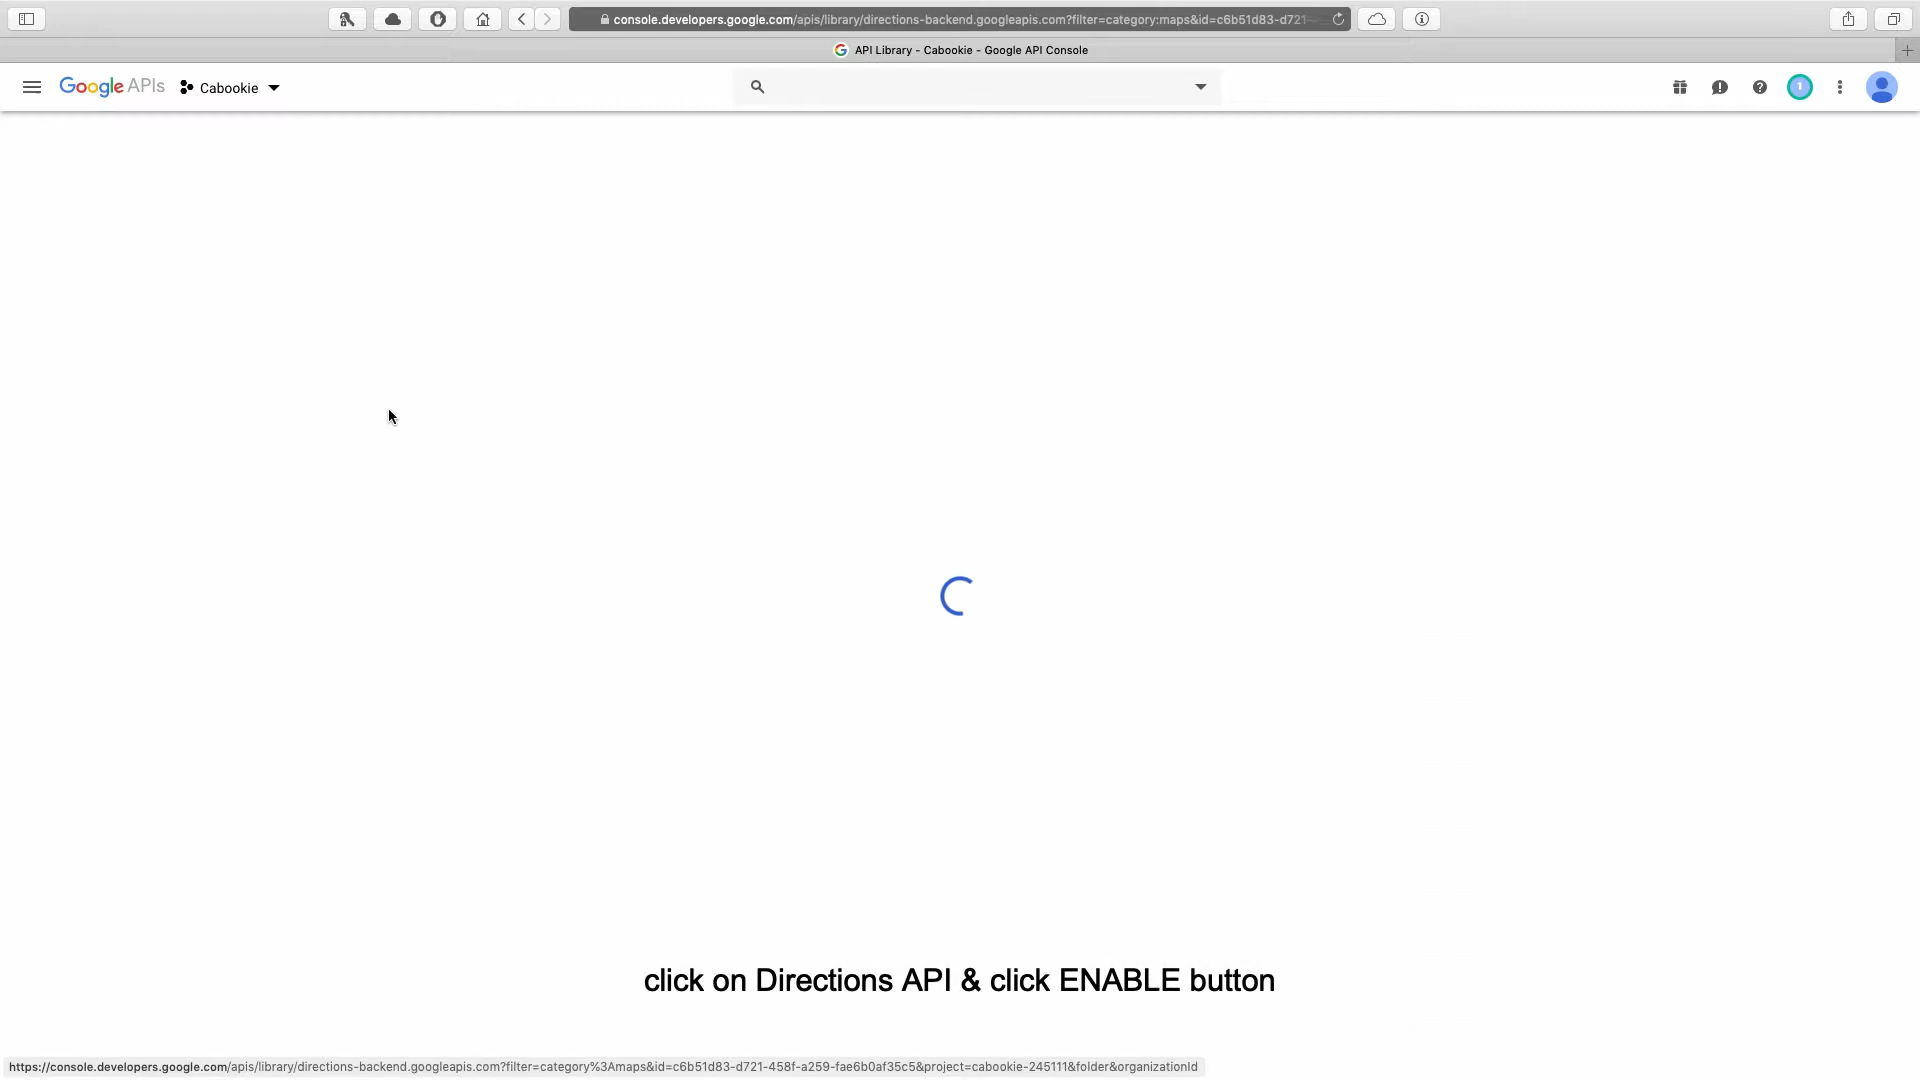 console.developers.google.com/apis/library/directions-backend.googleapis.com?filter=category:maps&id=c6b51d83-d721-
API Library - Cabookie - Google API Console
Google APIs Cabookie
1
click on Directions API & click ENABLE button
https://console.developers.google.com/apis/library/directions-backend.googleapis.com?filter=category%3Amaps&id=c6b51d83-d721-458f-a259-fae6b0af35c5&project=cabookie-245111&folder&organizationId